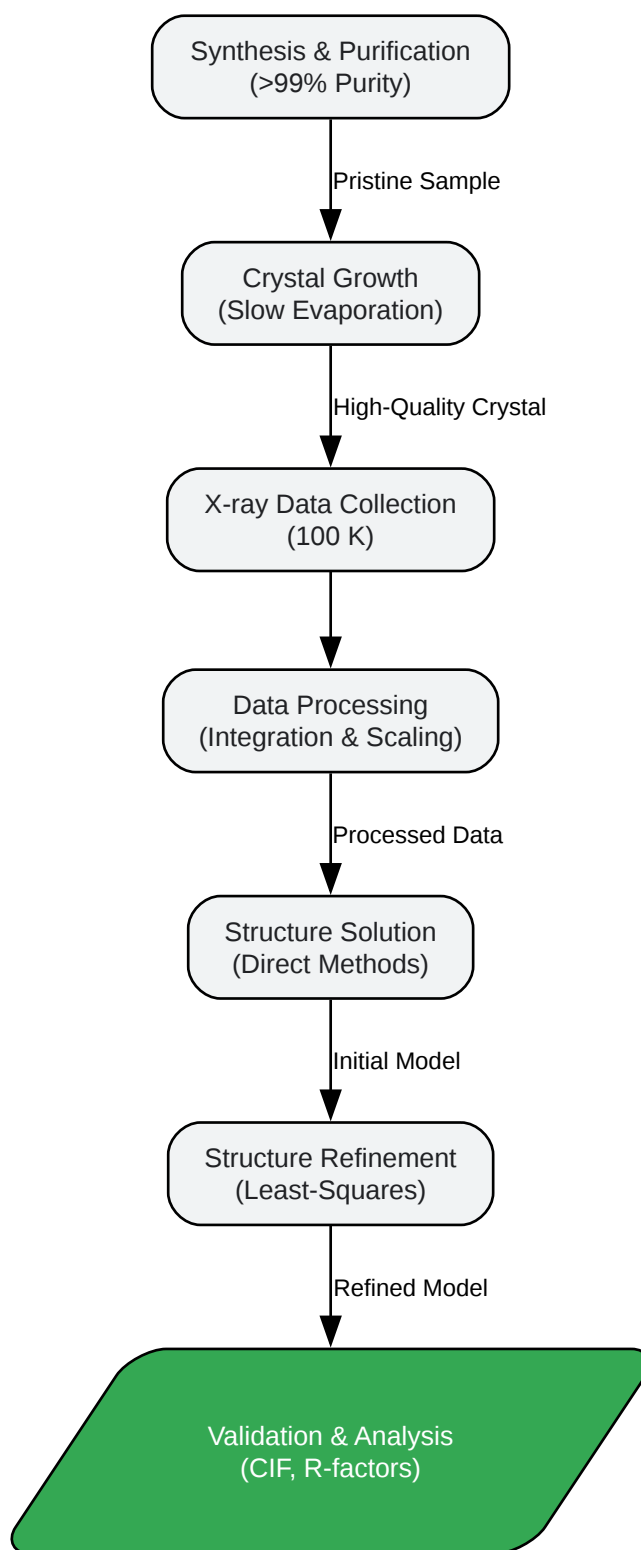 Synthesis & Purification
(>99% Purity)
Pristine Sample
Crystal Growth
(Slow Evaporation)
High-Quality Crystal
X-ray Data Collection
(100 K)
Data Processing
(Integration & Scaling)
Processed Data
Structure Solution
(Direct Methods)
Initial Model
Structure Refinement
(Least-Squares)
Refined Model
Validation & Analysis
(CIF, R-factors)